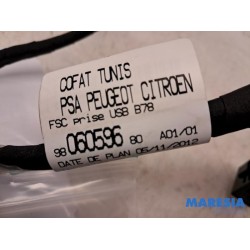 COFAT TUNIS
PSA PEUGEOT CITROEN
FSC prise USB B78
98 060596 80 A01/01
DATE DE PLAN 05/11/2012
MARESIA